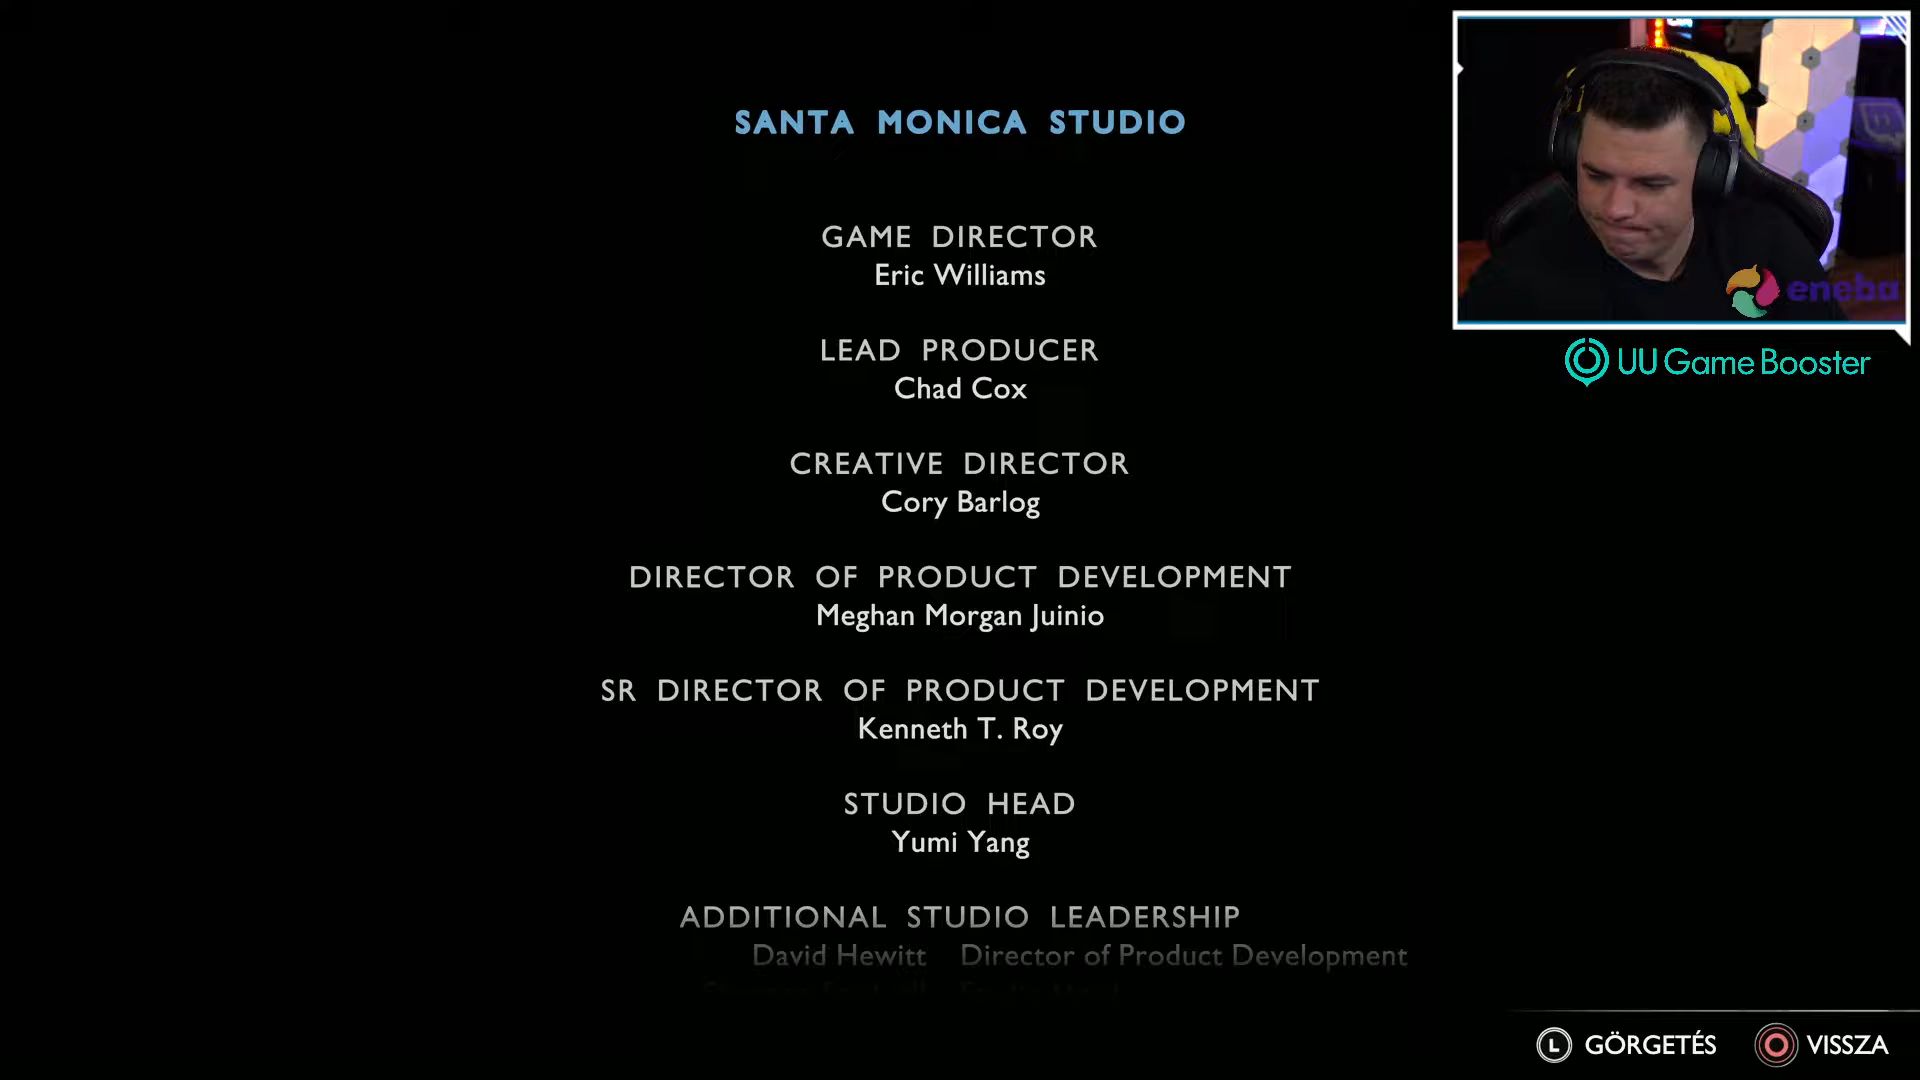 SANTA MONICA STUDIO
GAME DIRECTOR
Eric Williams
LEAD PRODUCER
Chad Cox
CREATIVE DIRECTOR
Cory Barlog
DIRECTOR OF PRODUCT DEVELOPMENT
Meghan Morgan Juinio
SR DIRECTOR OF PRODUCT DEVELOPMENT
Kenneth T. Roy
STUDIO HEAD
Yumi Yang
ADDITIONAL STUDIO LEADERSHIP
David Hewitt Director of Product Development
eneba
UU Game Booster
L GÖRGETÉS VISSZA